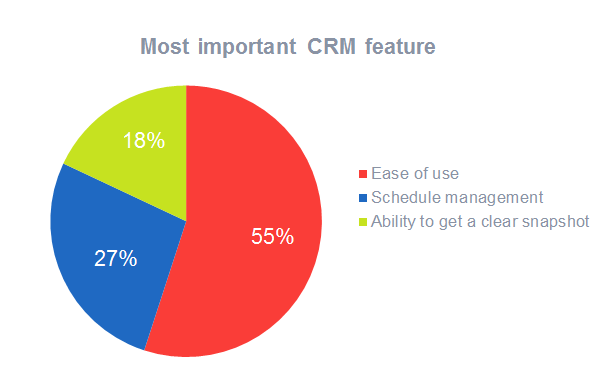 Most important CRM feature
18%
55%
27%
Ease of use
Schedule management
Ability to get a clear snapshot